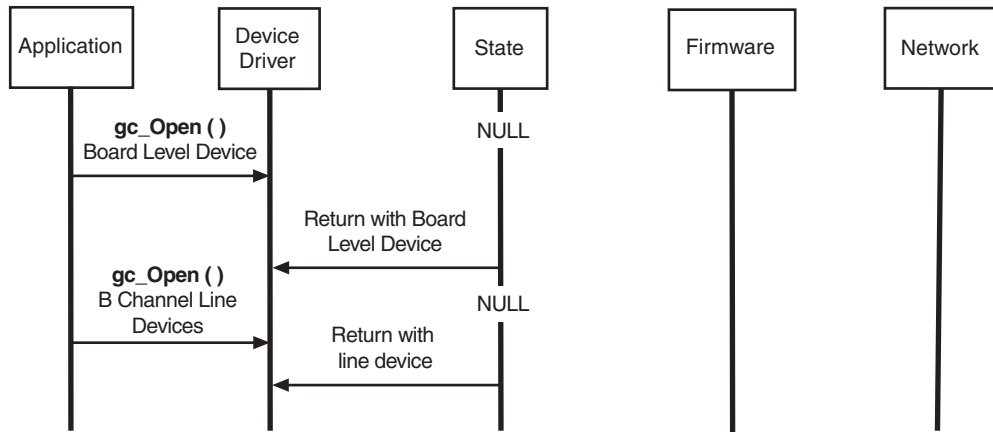 Application
Device
Driver
State
Firmware
Network
gc_Open ( )
Board Level Device
NULL
Return with Board
Level Device
gc_Open ( )
B Channel Line
Devices
NULL
Return with
line device